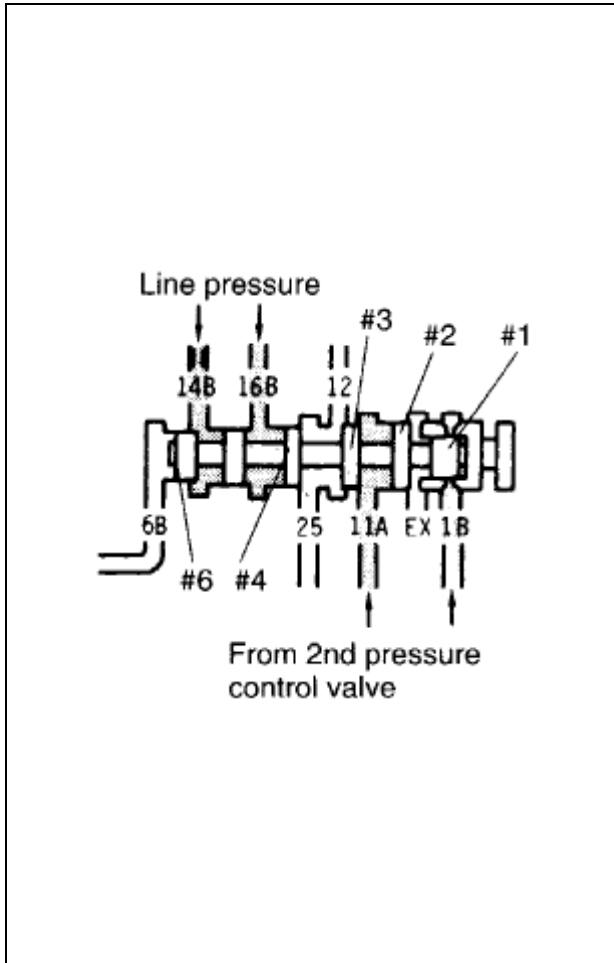 Line pressure
#3
#2
#1
14B 16B 12
6B 25 11A EX 1B
#6 #4
From 2nd pressure
control valve